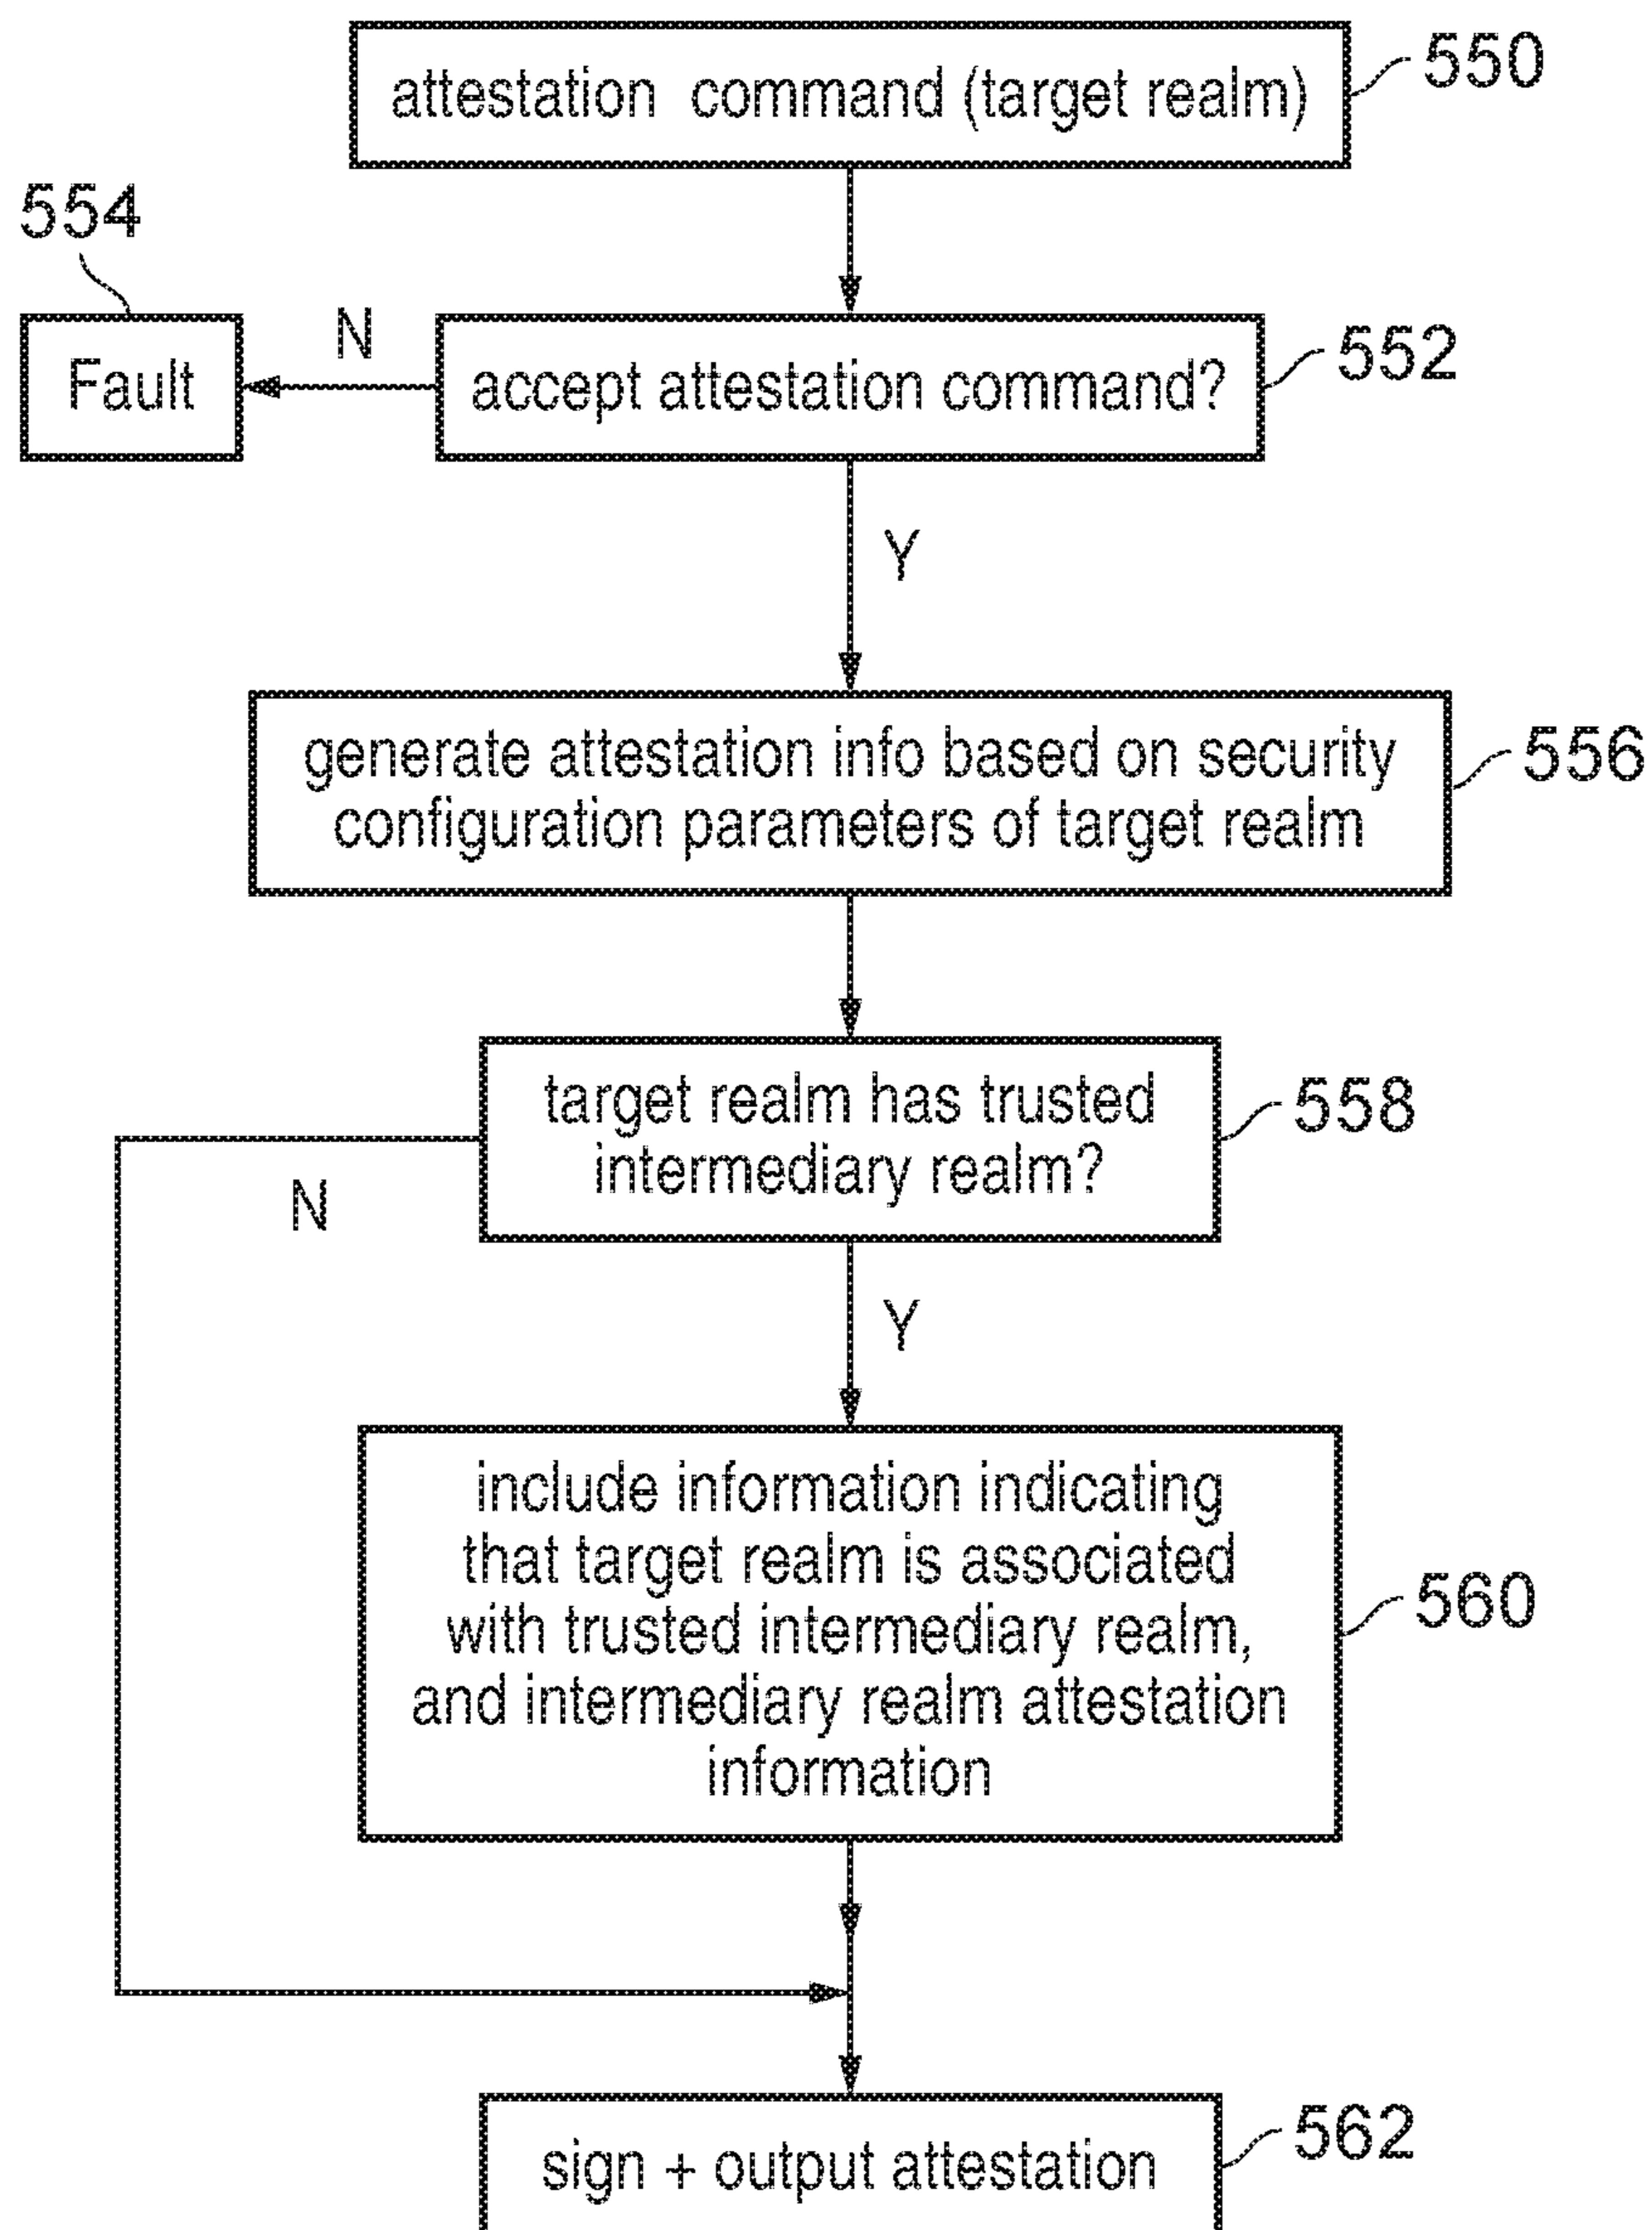 attestation command (target realm)
550
554
Fault
N
accept attestation command?
552
Y
generate attestation info based on security
configuration parameters of target realm
556
target realm has trusted
intermediary realm?
558
N
Y
include information indicating
that target realm is associated
with trusted intermediary realm,
and intermediary realm attestation
information
560
sign + output attestation
562